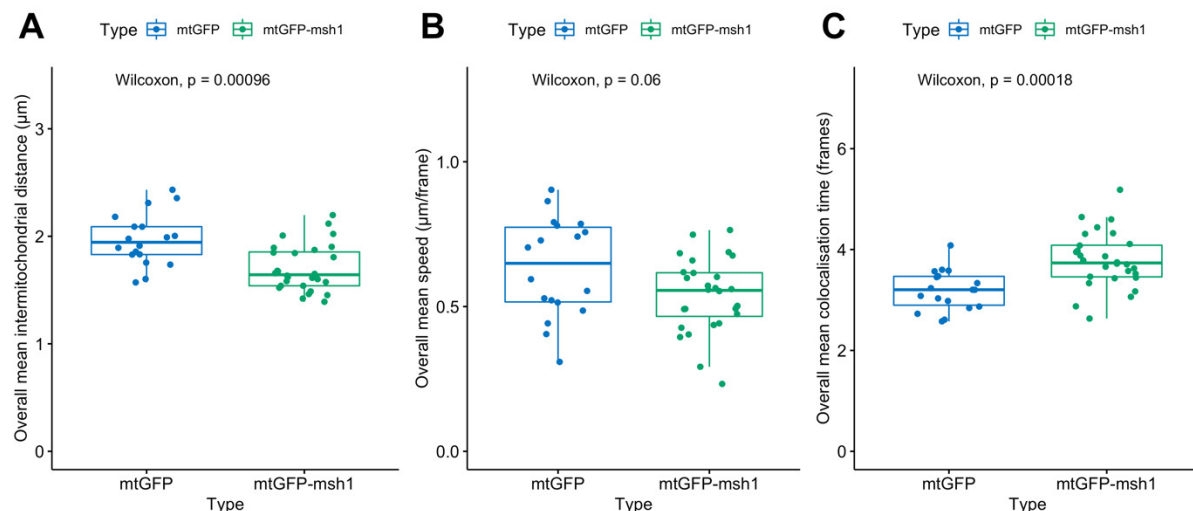 A
Type mtGFP mtGFP-msh1
Wilcoxon, p = 0.00096
Overall mean intermitochondrial distance (µm)
3
2
1
0
mtGFP mtGFP-msh1
Type
B
Type mtGFP mtGFP-msh1
Wilcoxon, p = 0.06
Overall mean speed (µm/frame)
1.0
0.5
0.0
mtGFP mtGFP-msh1
Type
C
Type mtGFP mtGFP-msh1
Wilcoxon, p = 0.00018
Overall mean colocalisation time (frames)
6
4
2
0
mtGFP mtGFP-msh1
Type